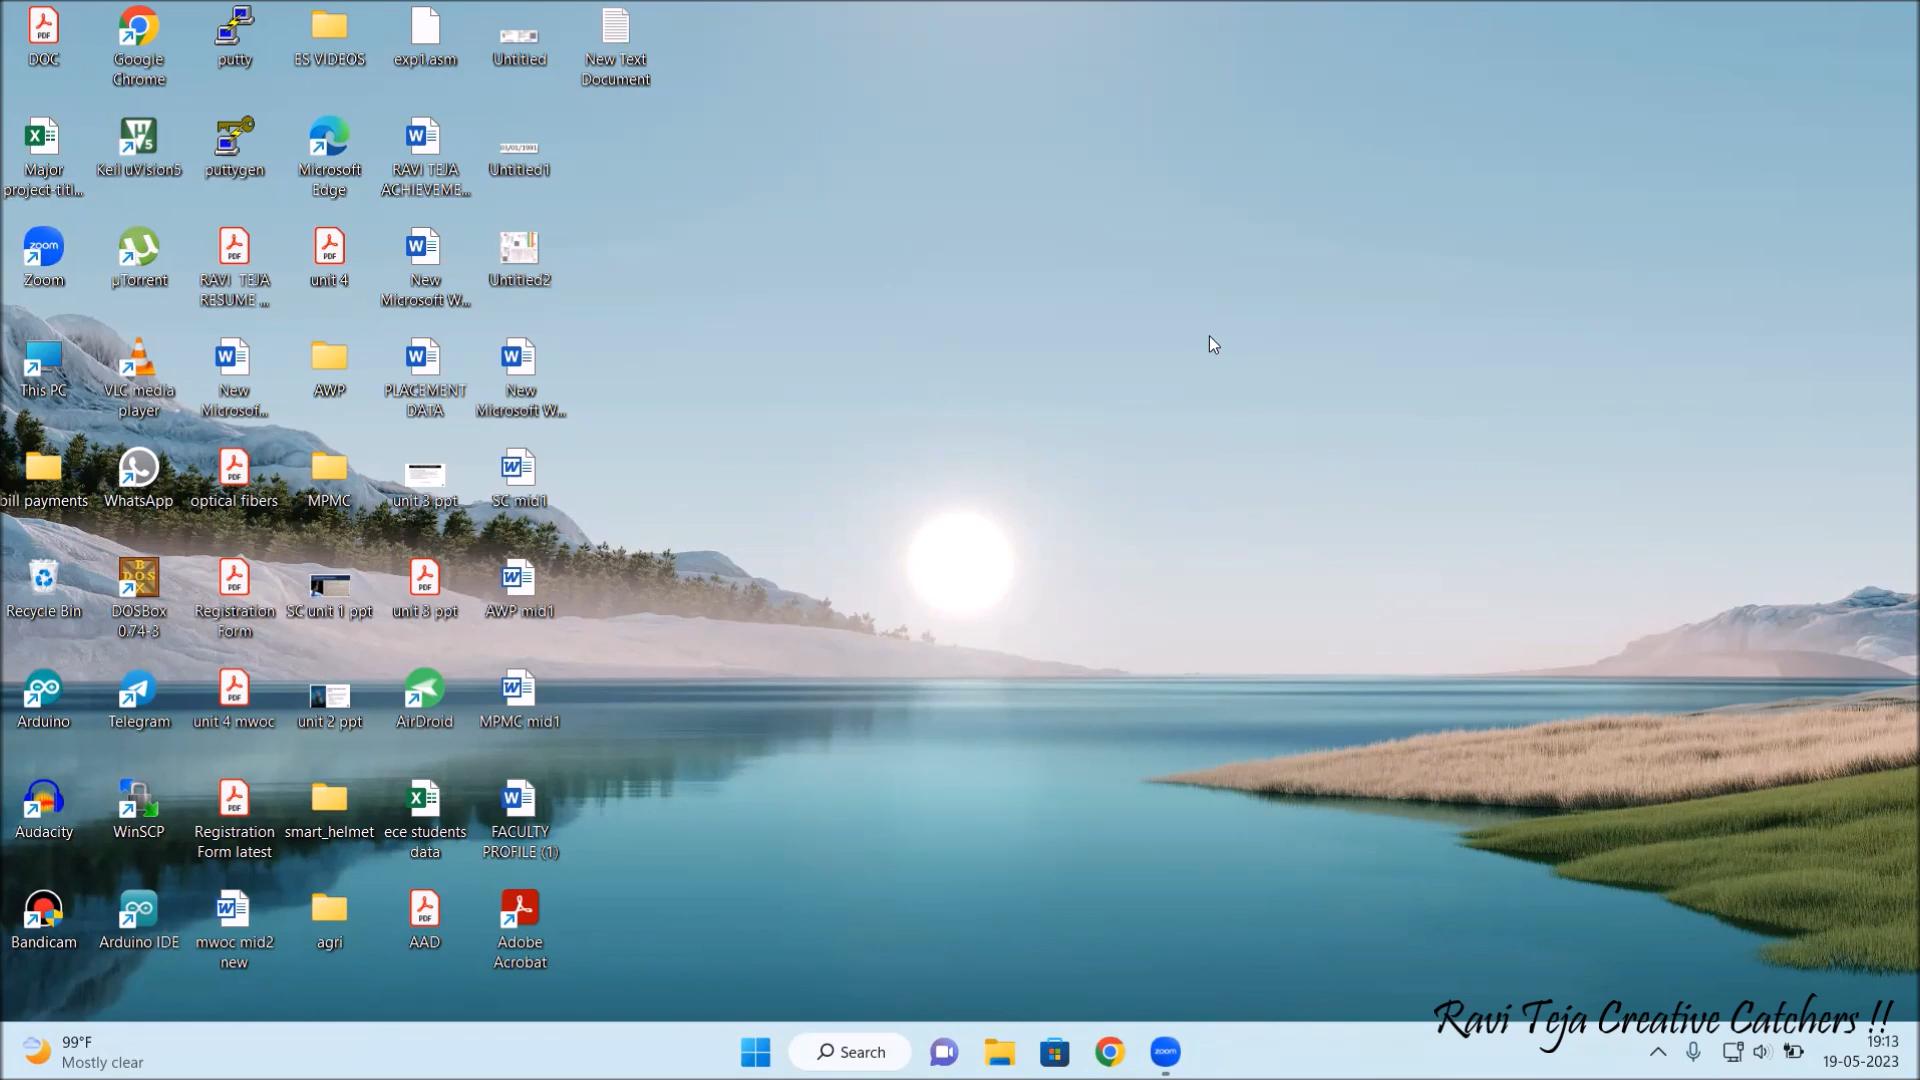 DOC
Google
Chrome
putty
ES VIDEOS
exp1.asm
Untitled
New Text
Document
Major
project-titl...
Keil uVision5
puttygen
Microsoft
Edge
RAVI TEJA
ACHIEVEME...
01/01/1991
Untitled1
zoom
Zoom
µTorrent
RAVI TEJA
RESUME ...
unit 4
New
Microsoft W...
Untitled2
This PC
VLC media
player
New
Microsof...
AWP
PLACEMENT
DATA
New
Microsoft W...
bill payments
WhatsApp
optical fibers
MPMC
unit 3 ppt
SC mid1
Recycle Bin
DOSBox
0.74-3
Registration
Form
SC unit 1 ppt
unit 3 ppt
AWP mid1
Arduino
Telegram
unit 4 mwoc
unit 2 ppt
AirDroid
MPMC mid1
Audacity
WinSCP
Registration
Form latest
smart_helmet
ece students
data
FACULTY
PROFILE (1)
Bandicam
Arduino IDE
mwoc mid2
new
agri
AAD
Adobe
Acrobat
Ravi Teja Creative Catchers !!
99°F
Mostly clear
Search
zoom
19:13
19-05-2023